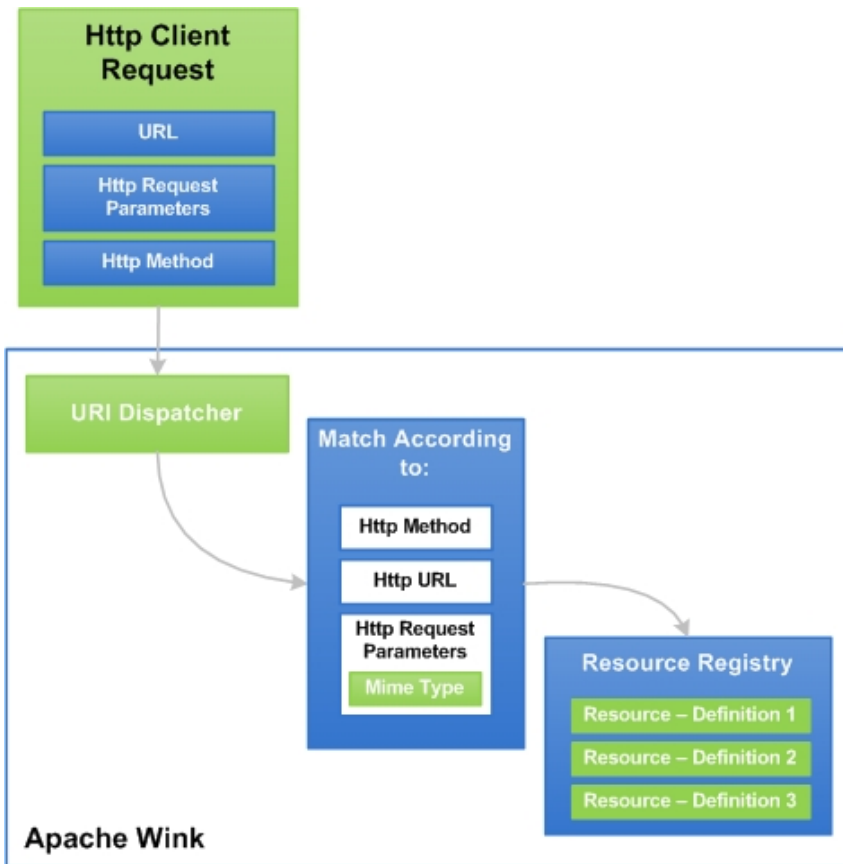 Http Client
Request
URL
Http Request
Parameters
Http Method
URI Dispatcher
Match According
to:
Http Method
Http URL
Http Request
Parameters
Mime Type
Resource Registry
Resource – Definition 1
Resource – Definition 2
Resource – Definition 3
Apache Wink